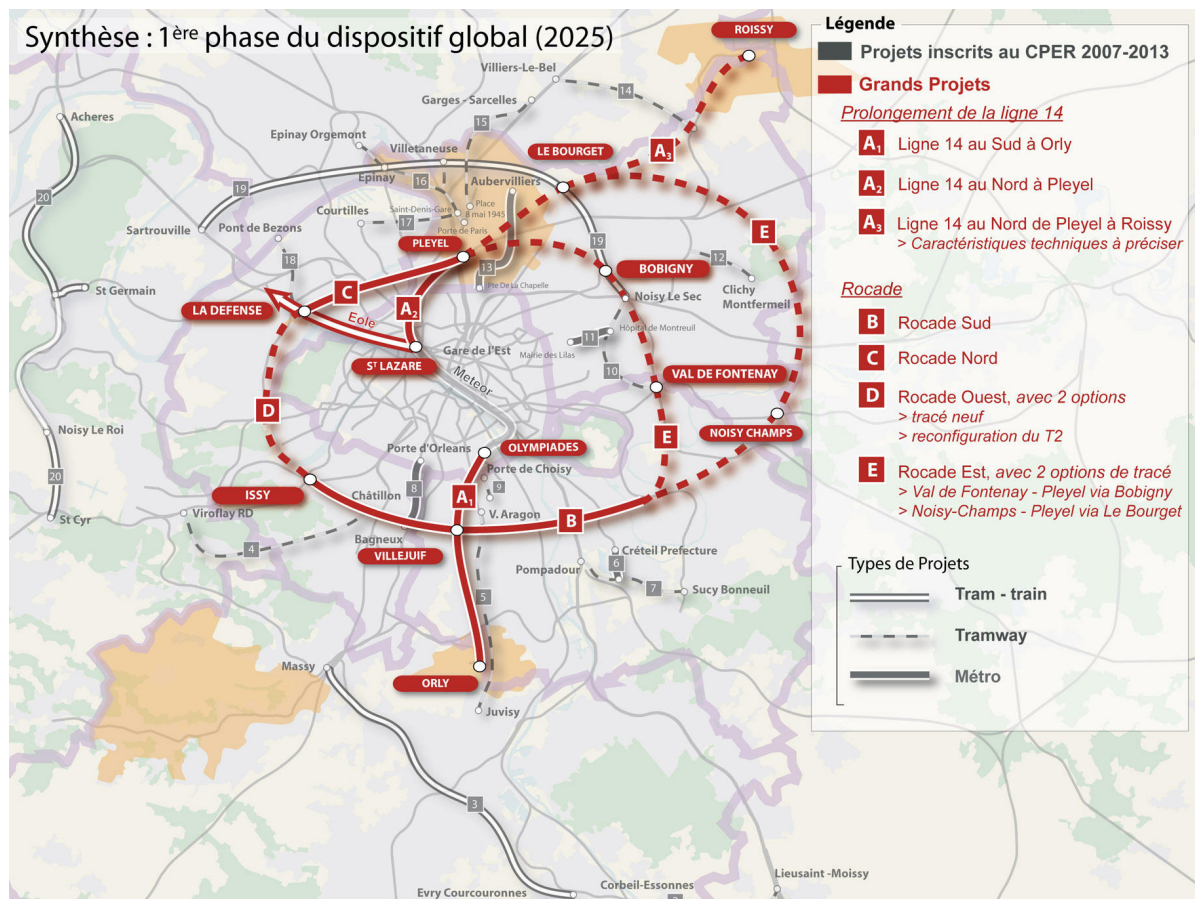 Synthèse : 1ère phase du dispositif global (2025)
ROISSY
Villiers-Le-Bel
14
Garges - Sarcelles
15
Acheres
Epinay Orgemont
Villetaneuse
LE BOURGET
A3
Epinay
16
Aubervilliers
20
19
Saint-Denis-Gare
Place
8 mai 1945
Courtilles
17
Porte de Paris
Sartrouville
Pont de Bezons
PLEYEL
19
E
18
13
BOBIGNY
12
Pte De La Chapelle
Clichy
Montfermeil
St Germain
C
Noisy Le Sec
LA DEFENSE
Eole
A2
Hôpital de Montreuil
11
Gare de l'Est
Mairie des Lilas
ST LAZARE
10
VAL DE FONTENAY
Meteor
D
Noisy Le Roi
NOISY CHAMPS
E
Porte d'Orleans
OLYMPIADES
Porte de Choisy
20
8
9
ISSY
Châtillon
A1
St Cyr
Viroflay RD
V. Aragon
B
4
Bagneux
VILLEJUIF
Créteil Prefecture
Pompadour
6
7
Sucy Bonneuil
5
Massy
ORLY
Juvisy
3
Evry Courcouronnes
Corbeil-Essonnes
Lieusaint -Moissy
Légende
Projets inscrits au CPER 2007-2013
Grands Projets
Prolongement de la ligne 14
A1 Ligne 14 au Sud à Orly
A2 Ligne 14 au Nord à Pleyel
A3 Ligne 14 au Nord de Pleyel à Roissy
> Caractéristiques techniques à préciser
Rocade
B Rocade Sud
C Rocade Nord
D Rocade Ouest, avec 2 options
> tracé neuf
> reconfiguration du T2
E Rocade Est, avec 2 options de tracé
> Val de Fontenay - Pleyel via Bobigny
> Noisy-Champs - Pleyel via Le Bourget
Types de Projets
Tram - train
Tramway
Métro